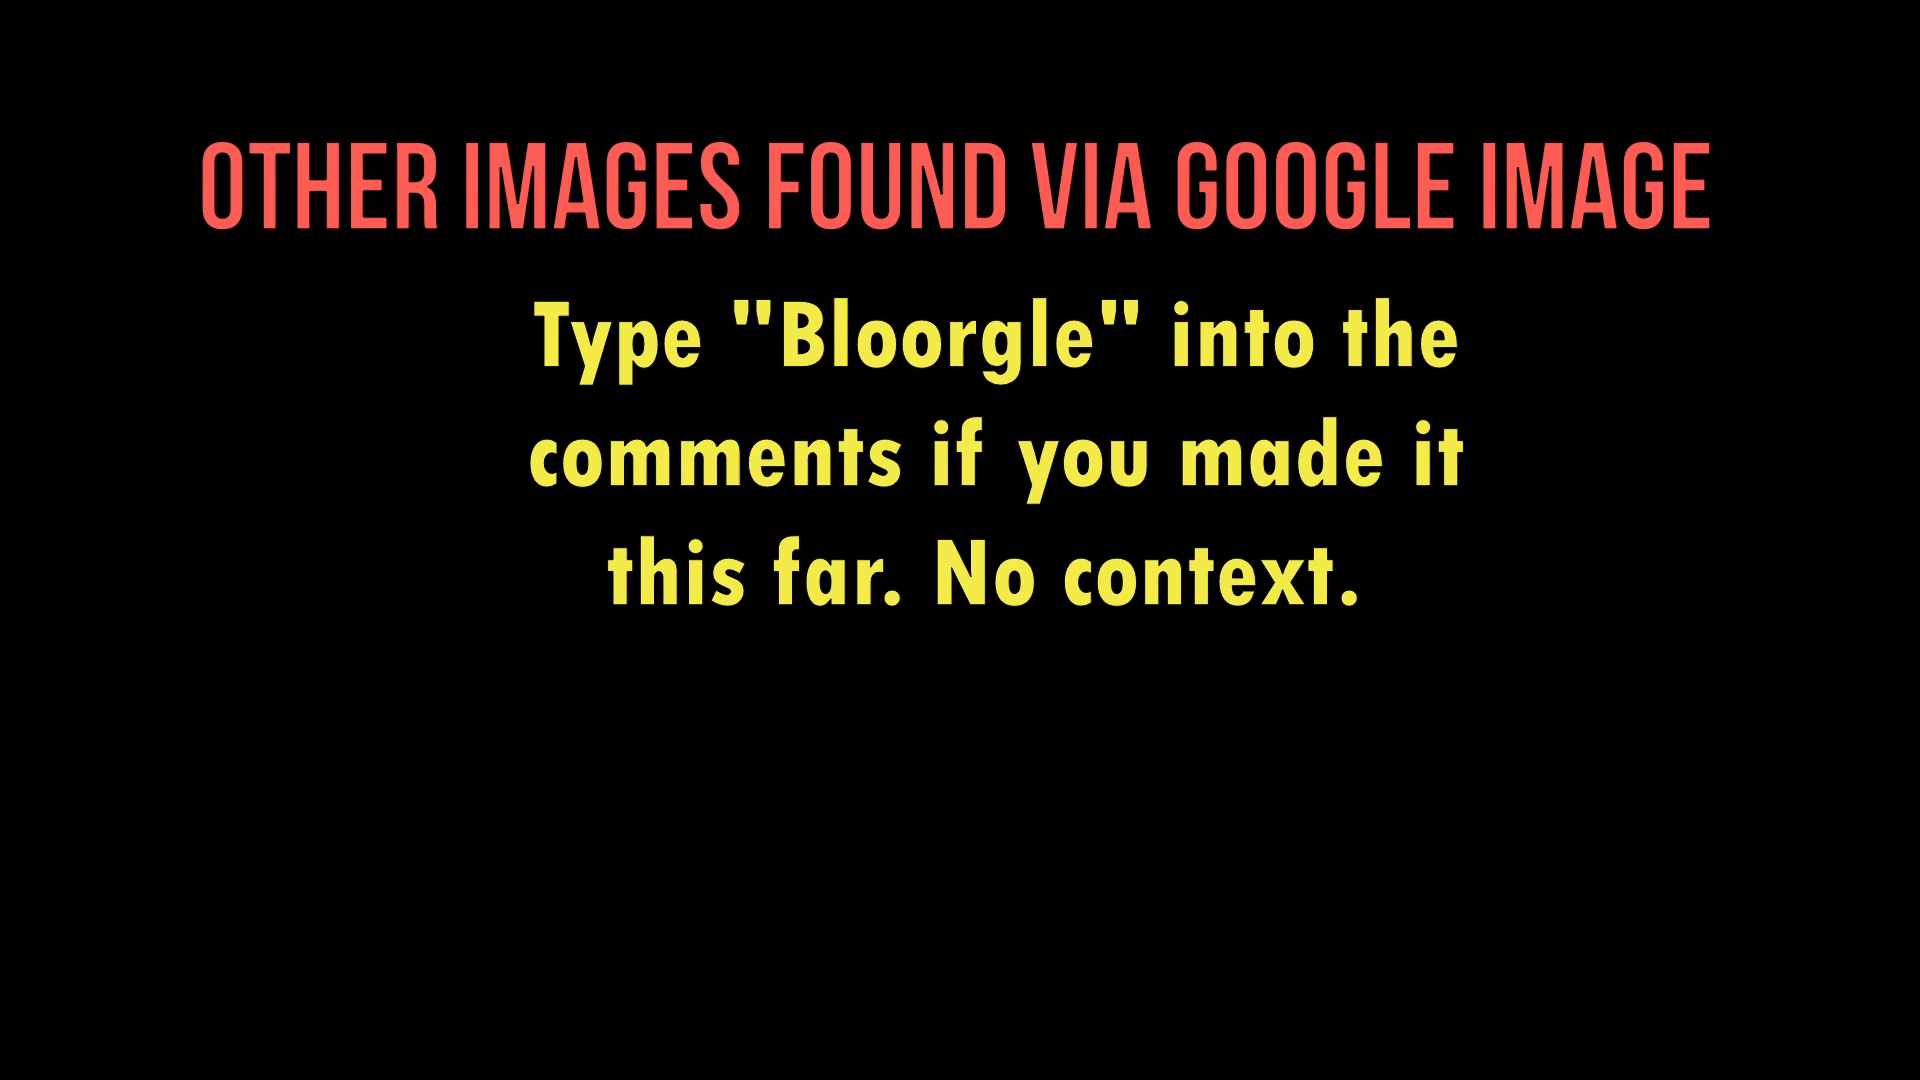 OTHER IMAGES FOUND VIA GOOGLE IMAGE
Type "Bloorgle" into the
comments if you made it
this far. No context.